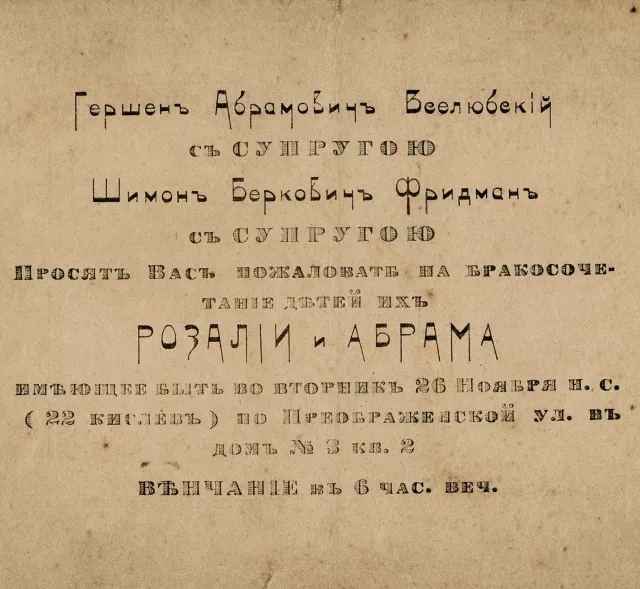 Гершенъ Абрамовичъ Вселюбскій
съ СУПРУГОЮ
Шимонъ Берковичъ Фридманъ
съ СУПРУГОЮ
Просятъ Васъ пожаловать на бракосоче-
таніе дѣтей ихъ
РОЗАЛІИ и АБРАМА
имѣющее быть во вторникъ 26 Ноября н. с.
( 22 кислевъ ) по Преображенской ул. въ
домъ № 3 кв. 2
Вѣнчаніе въ 6 час. веч.